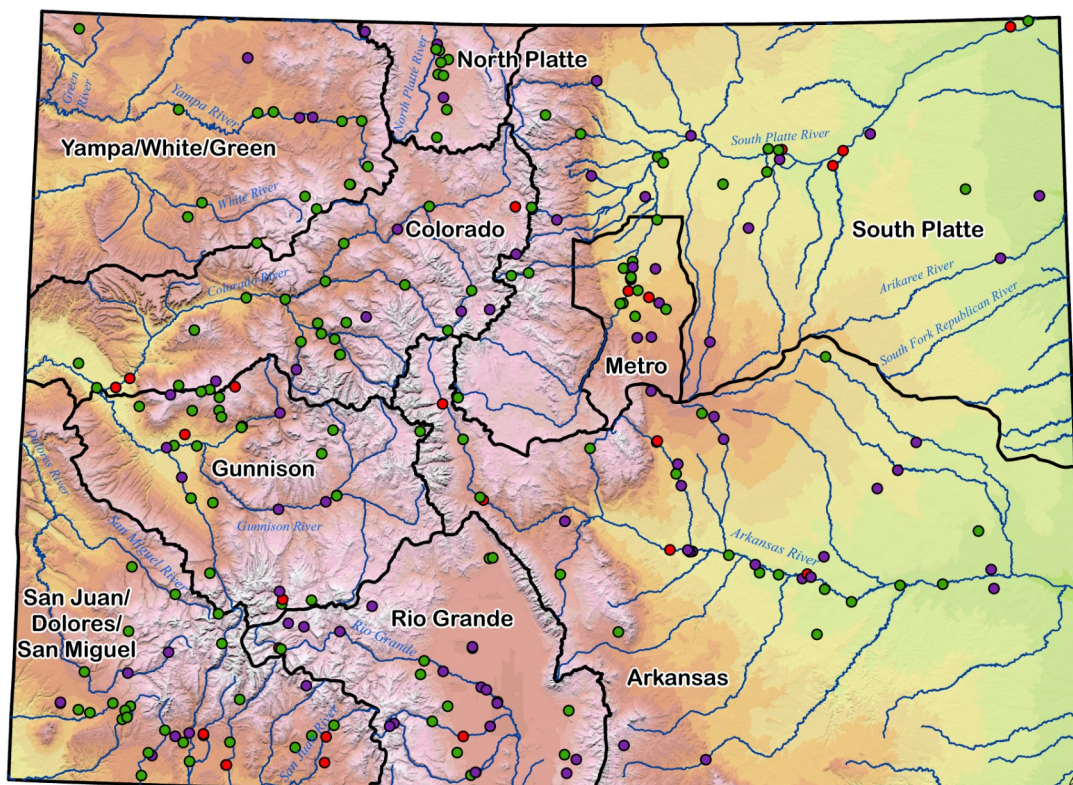 North Platte
North Platte River
Green
River
Yampa River
Yampa/White/Green
South Platte River
White River
Colorado
South Platte
Colorado River
Arikaree River
South Fork Republican River
Metro
Dolores River
Gunnison
Gunnison River
San Miguel River
Arkansas River
San Juan/
Dolores/
San Miguel
Rio Grande
Rio Grande
Arkansas
San Juan River